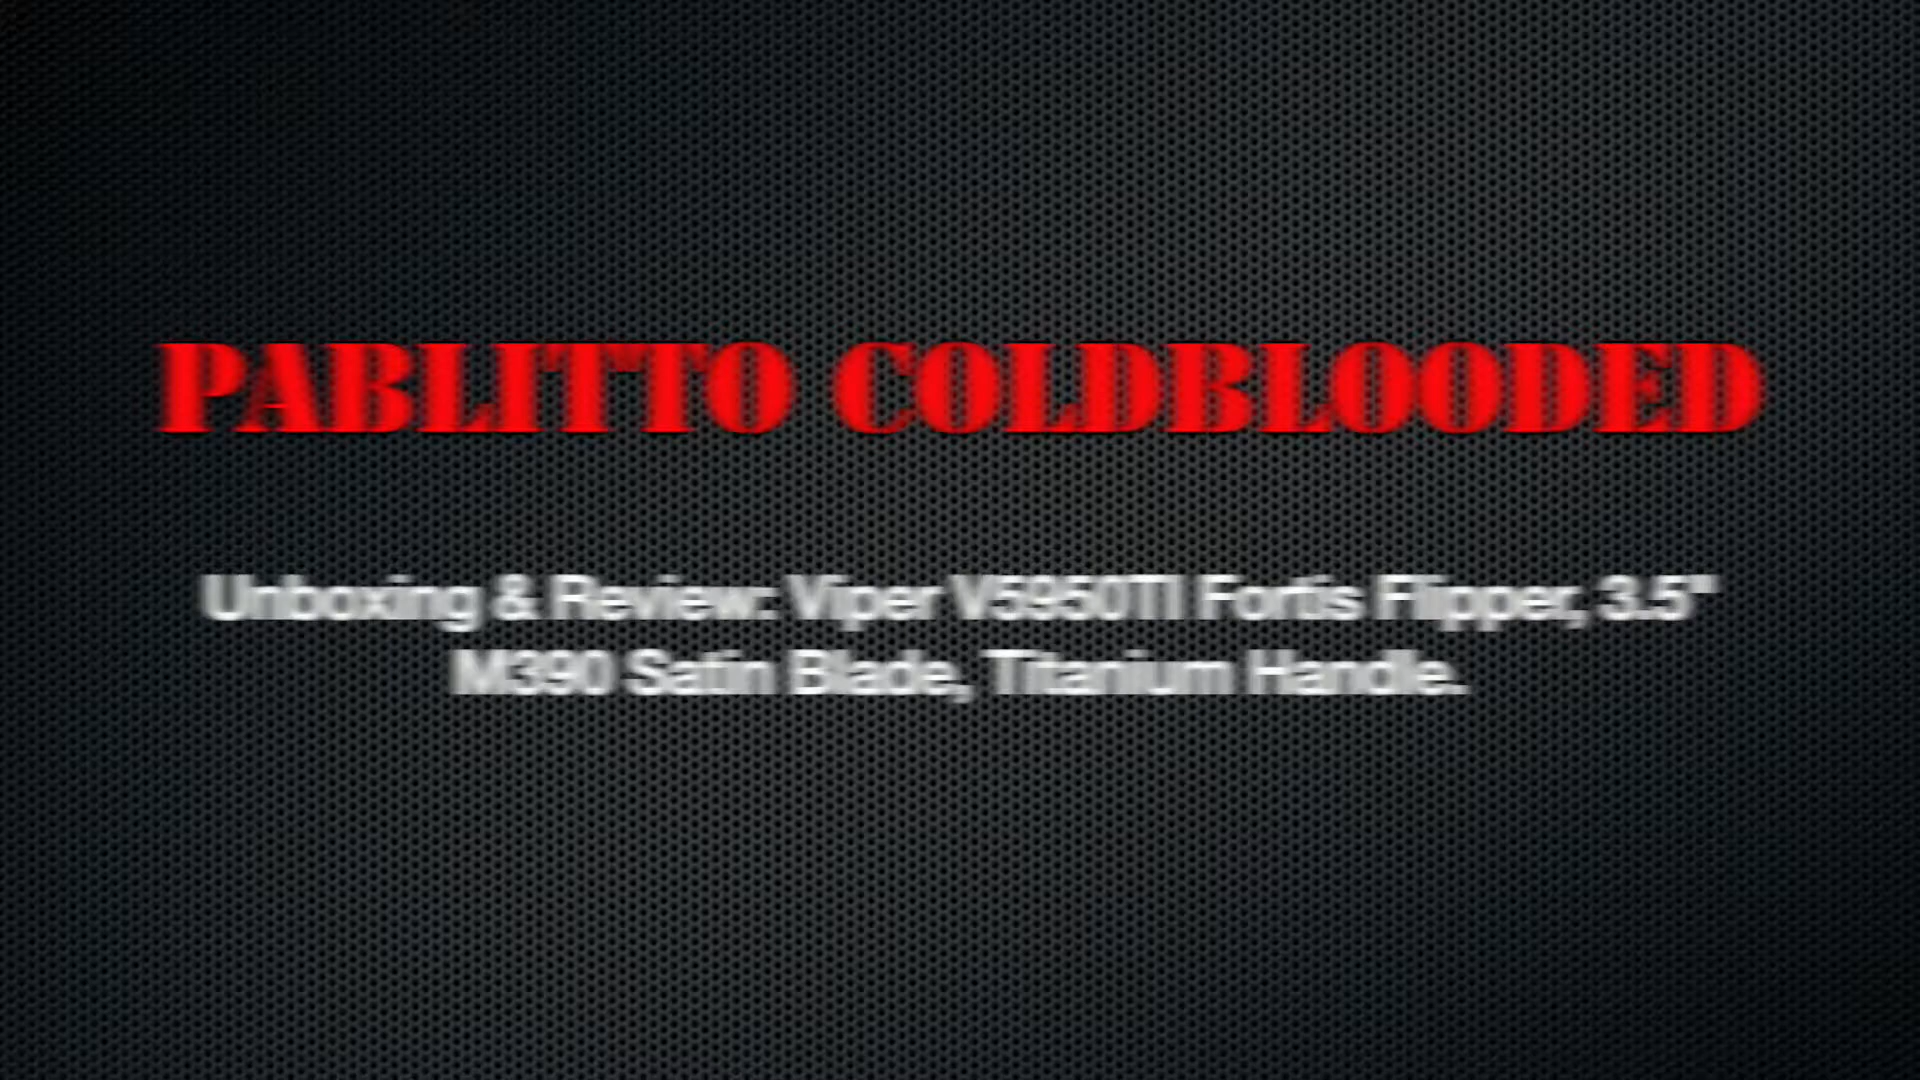 PABLITTO COLDBLOODED
Unboxing & Review: Viper V5950TI Fortis Flipper, 3.5"
M390 Satin Blade, Titanium Handle.